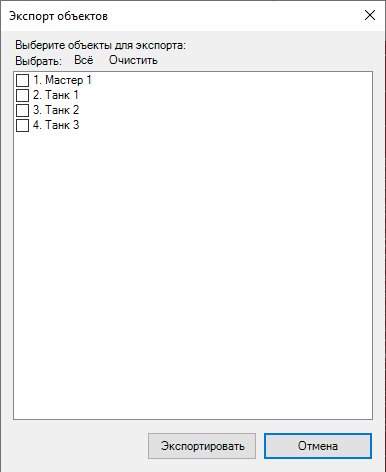 Экспорт объектов
Выберите объекты для экспорта:
Выбрать: Всё Очистить
1. Мастер 1
2. Танк 1
3. Танк 2
4. Танк 3
Экспортировать Отмена